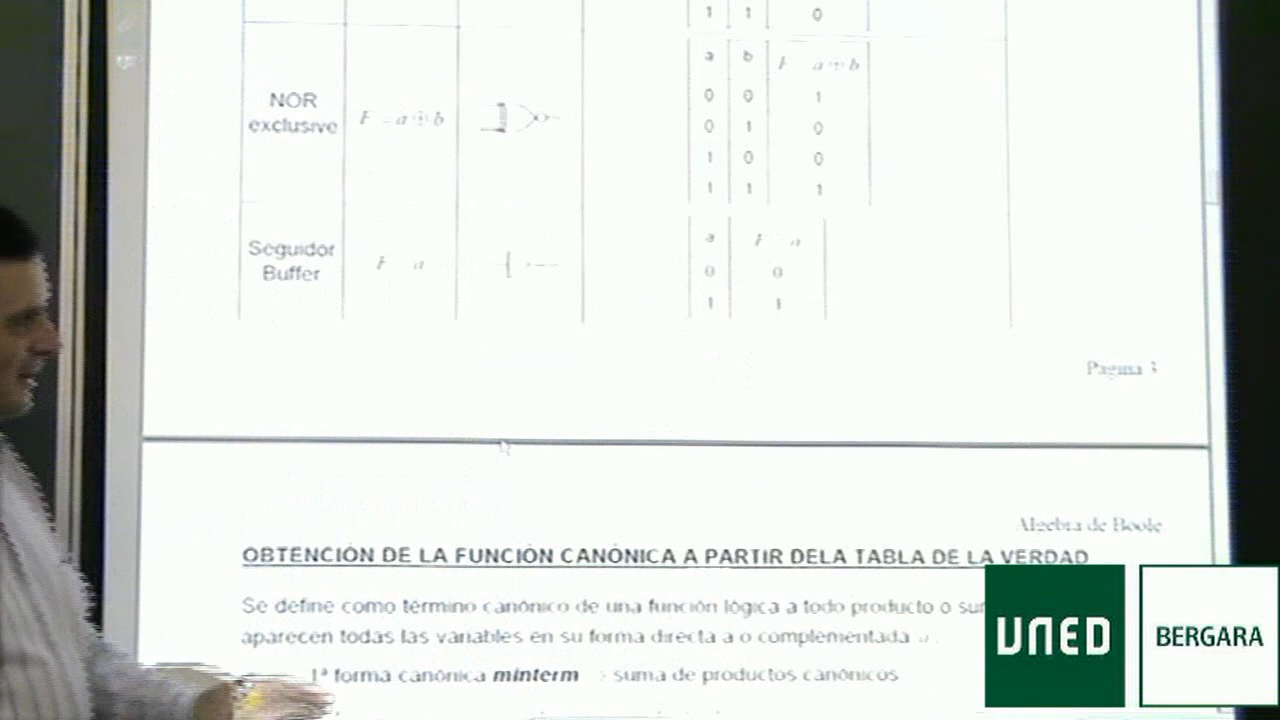 1 1 0
a b F = a ⊕ b
NOR exclusive F = a ⊕ b
0 0 1
0 1 0
1 0 0
1 1 1
Seguidor Buffer F = a
a F = a
0 0
1 1
Pagina 3
Algebra de Boole
OBTENCIÓN DE LA FUNCIÓN CANÓNICA A PARTIR DELA TABLA DE LA VERDAD
Se define como término canónico de una función lógica a todo producto o
aparecen todas las variables en su forma directa a o complementada
1ª forma canónica minterm suma de productos canónicos
UNED
BERGARA